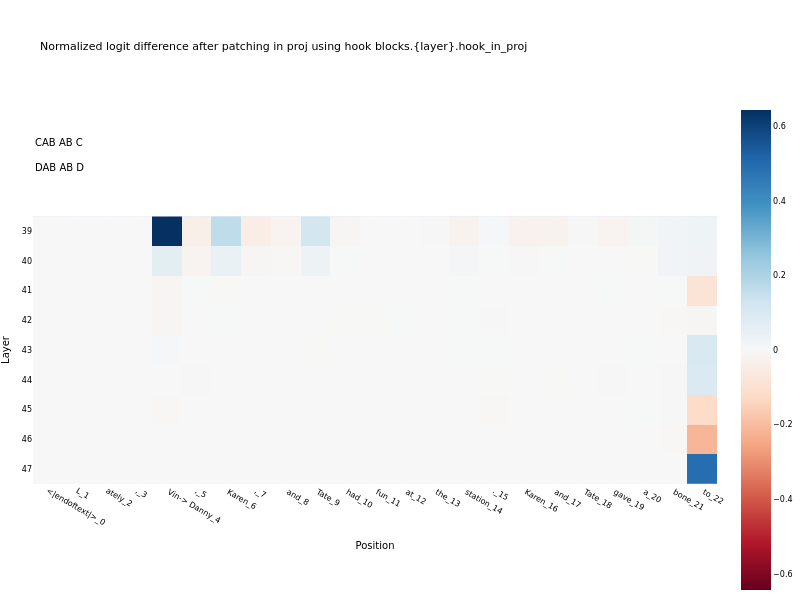 Normalized logit difference after patching in proj using hook blocks.{layer}.hook_in_proj
CAB AB C
DAB AB D
0.6
0.4
0.2
0
−0.2
−0.4
−0.6
39
40
41
42
43
44
45
46
47
Layer
<|endoftext|>_0
L_1
ately_2
,_3
Vin-> Danny_4
,_5
Karen_6
,_7
and_8
Tate_9
had_10
fun_11
at_12
the_13
station_14
._15
Karen_16
and_17
Tate_18
gave_19
a_20
bone_21
to_22
Position